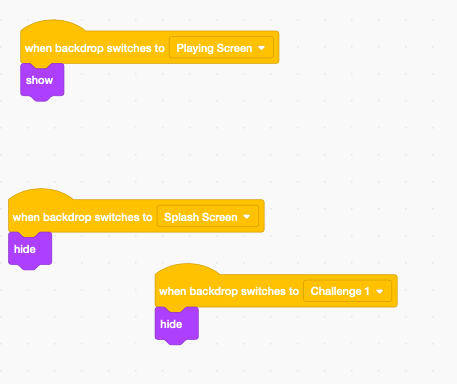 when backdrop switches to Playing Screen
show
when backdrop switches to Splash Screen
hide
when backdrop switches to Challenge 1
hide